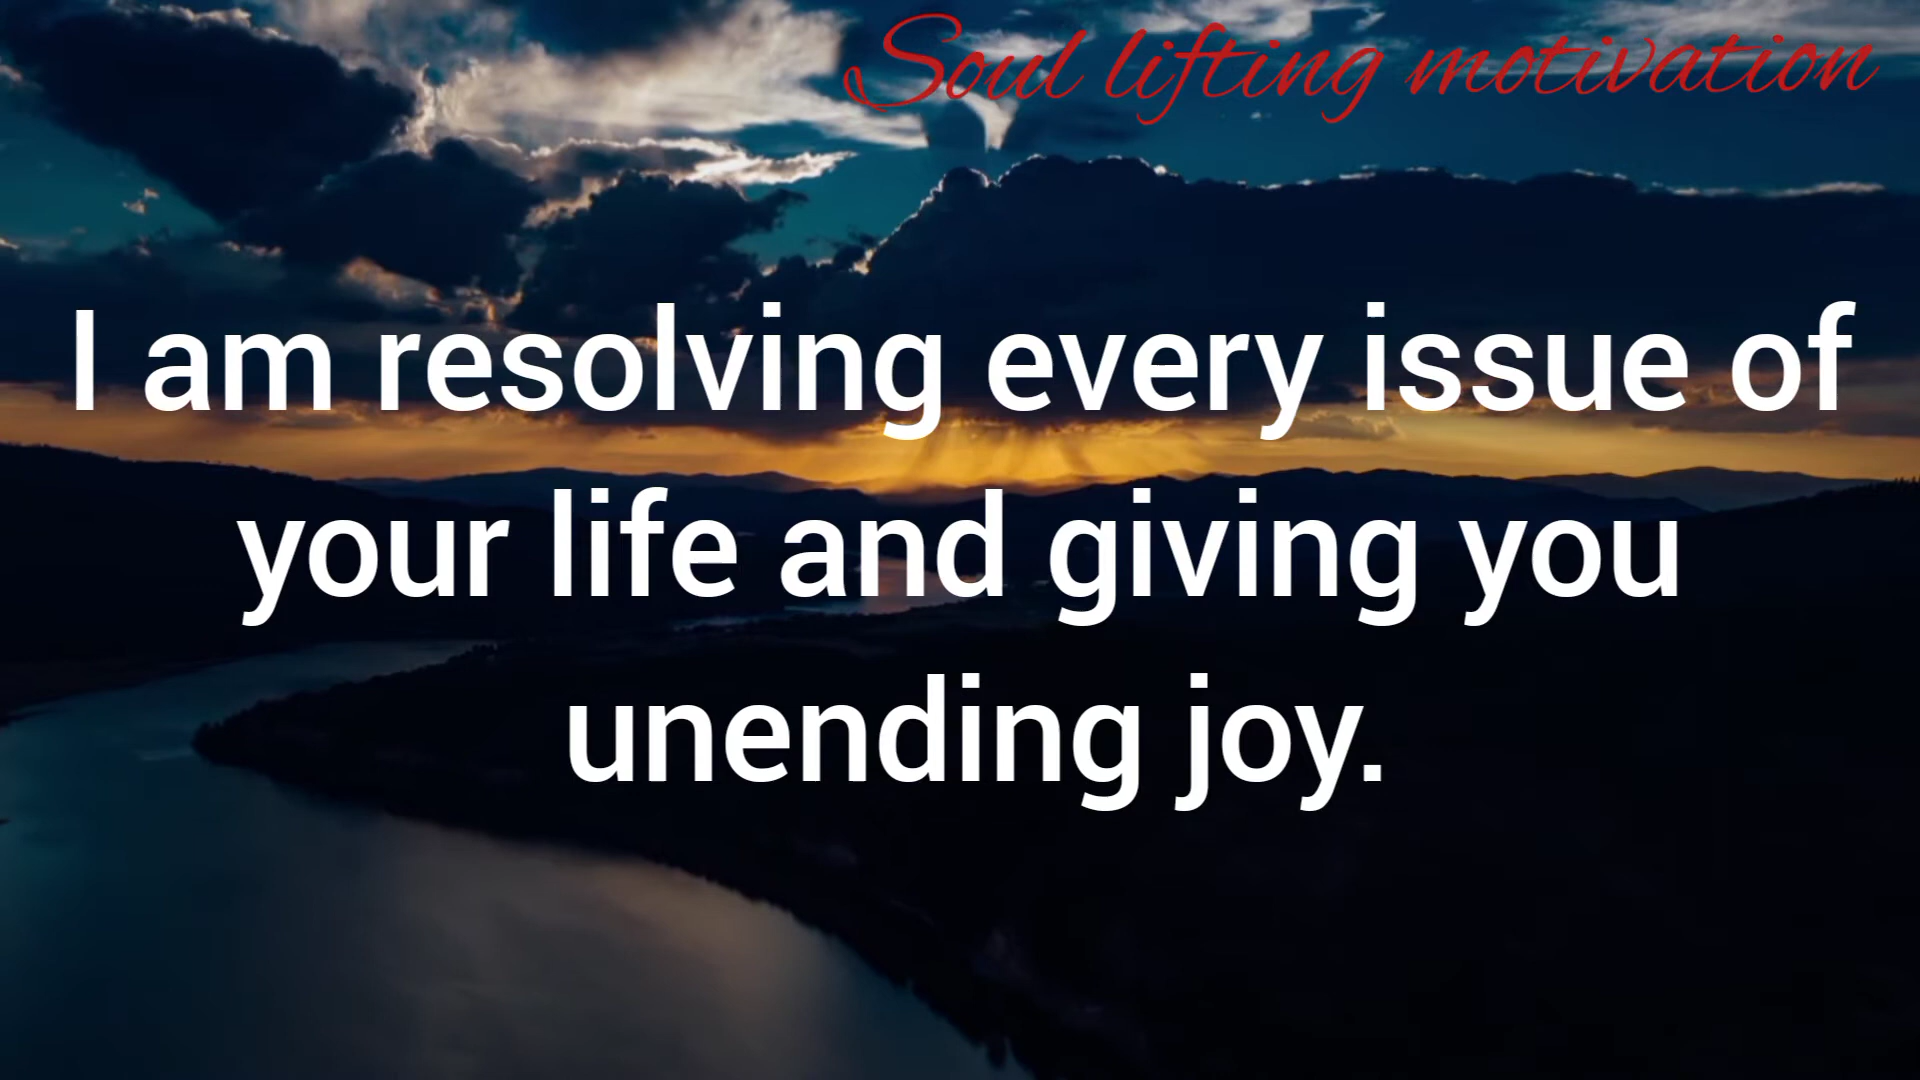 Soul lifting motivation
I am resolving every issue of
your life and giving you
unending joy.